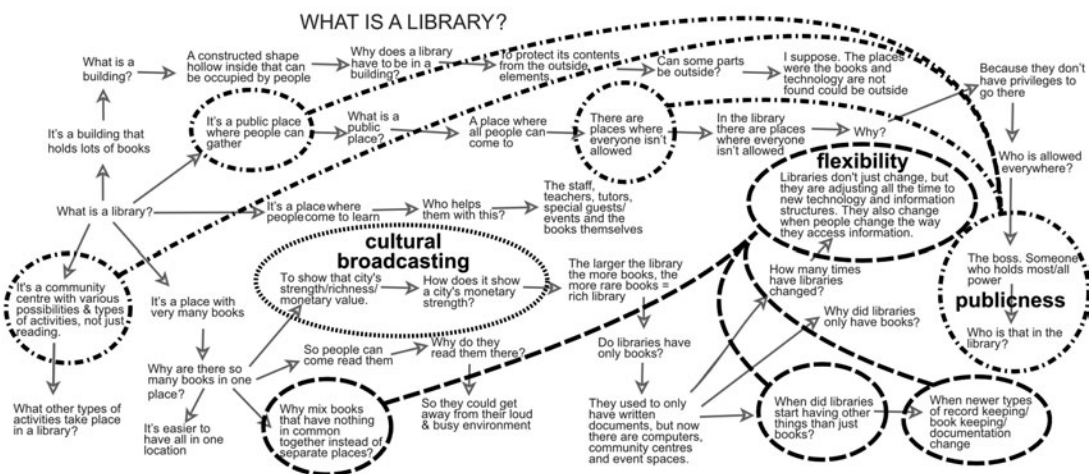 WHAT IS A LIBRARY?
What is a
building?
A constructed shape
hollow inside that can
be occupied by people
Why does a library
have to be in a
building?
To protect its contents
from the outside
elements
Can some parts
be outside?
I suppose. The places
were the books and
technology are not
found could be outside
Because they don't
have privileges to
go there
It's a building that
holds lots of books
It's a public place
where people can
gather
What is a
public
place?
A place where
all people can
come to
There are
places where
everyone isn't
allowed
In the library
there are places
where everyone
isn't allowed
Why?
Who is allowed
everywhere?
flexibility
Libraries don't just change, but
they are adjusting all the time to
new technology and information
structures. They also change
when people change the way
they access information.
What is a library?
It's a place where
people come to learn
Who helps
them with this?
The staff,
teachers, tutors,
special guests/
events and the
books themselves
cultural
broadcasting
To show that city's
strength/richness/
monetary value.
How does it show
a city's monetary
strength?
The larger the library
the more books, the
more rare books =
rich library
How many
times have
libraries
changed?
The boss. Someone
who holds most/all
power
publicness
Who is that in the
library?
It's a community
centre with various
possibilities & types
of activities, not just
reading.
It's a place with
very many books
Why did libraries
only have books?
So people can
come read them
Why do they
read them there?
Do libraries have
only books?
Why are there so
many books in one
place?
What other types of
activities take place
in a library?
It's easier to
have all in one
location
Why mix books
that have nothing
in common
together instead of
separate places?
So they could get
away from their loud
& busy environment
They used to only
have written
documents, but now
there are computers,
community centres
and event spaces.
When did libraries
start having other
things than just
books?
When newer types
of record keeping/
book keeping/
documentation
change